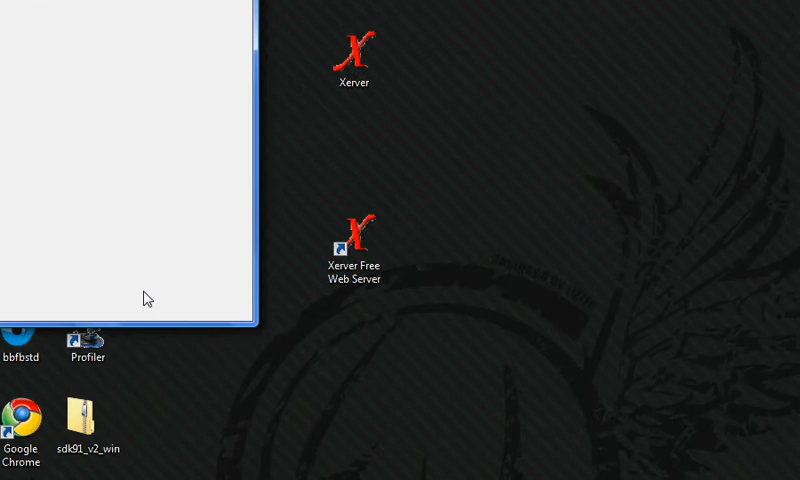 Xerver
Xerver Free
Web Server
bbfbstd
Profiler
Google
Chrome
sdk91_v2_win